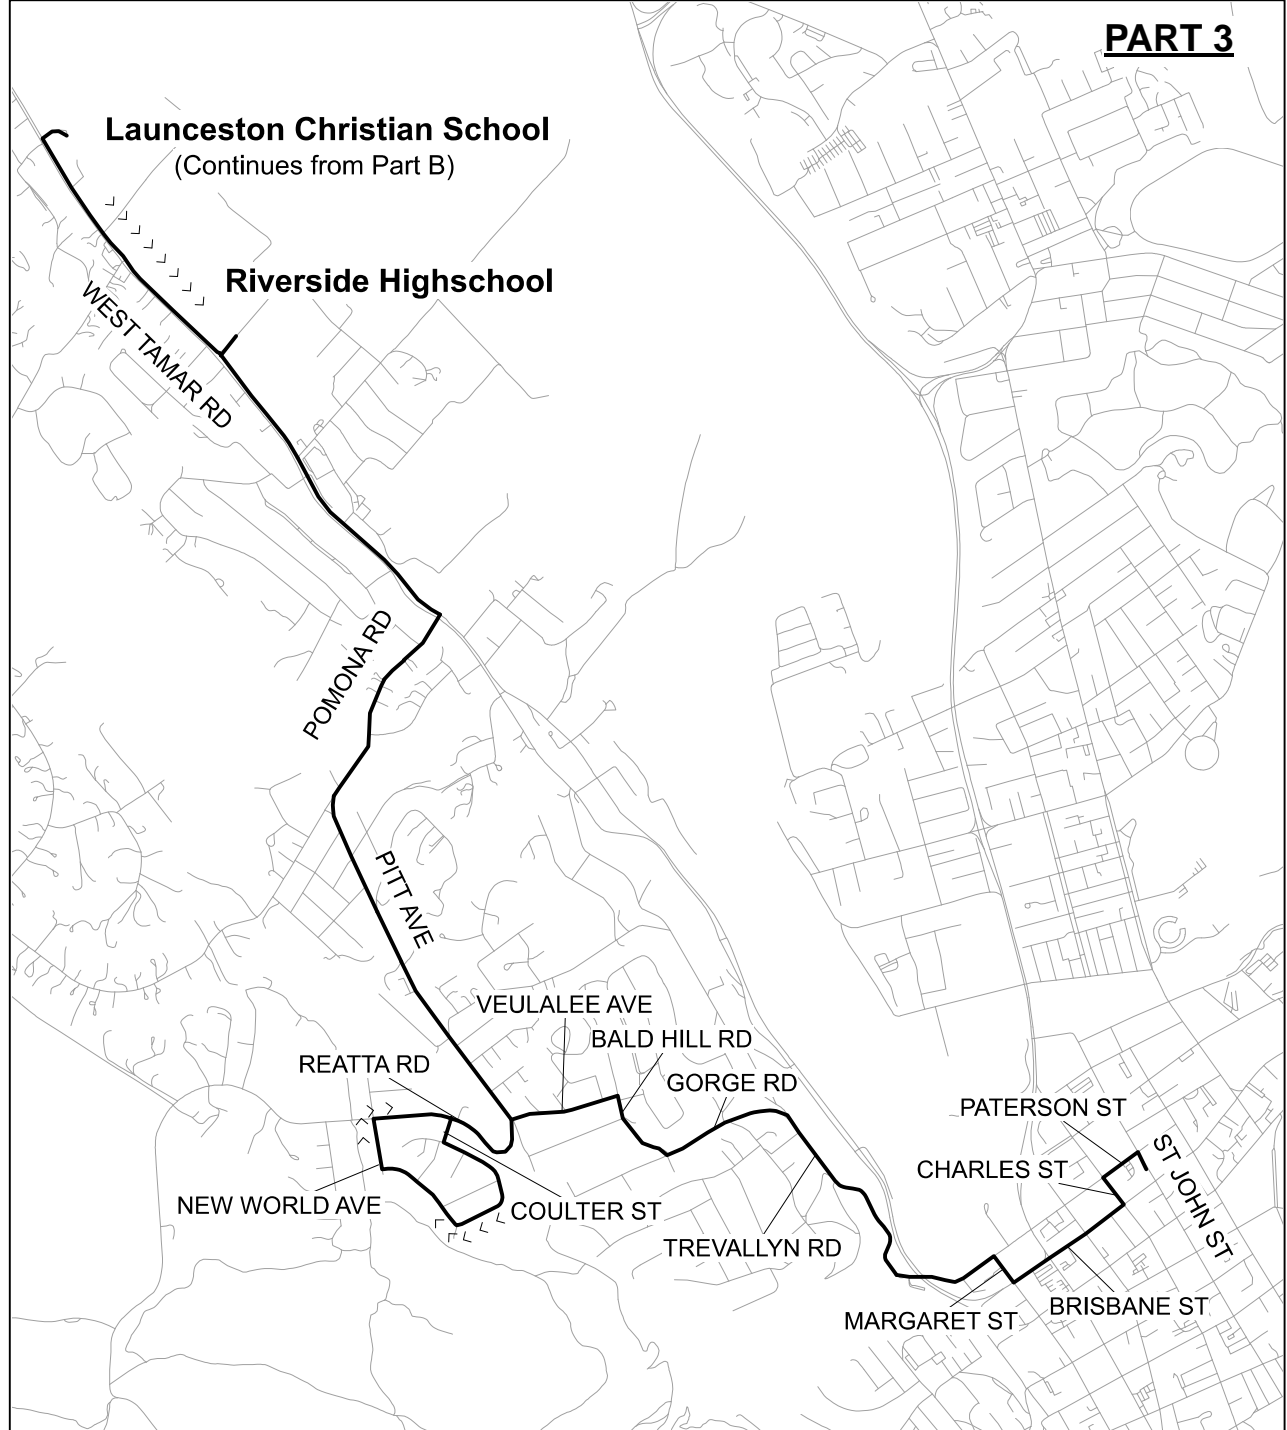 PART 3
Launceston Christian School
(Continues from Part B)
Riverside Highschool
WEST TAMAR RD
POMONA RD
PITT AVE
VEULALEE AVE
BALD HILL RD
REATTA RD
GORGE RD
PATERSON ST
ST JOHN ST
CHARLES ST
NEW WORLD AVE
COULTER ST
TREVALLYN RD
BRISBANE ST
MARGARET ST